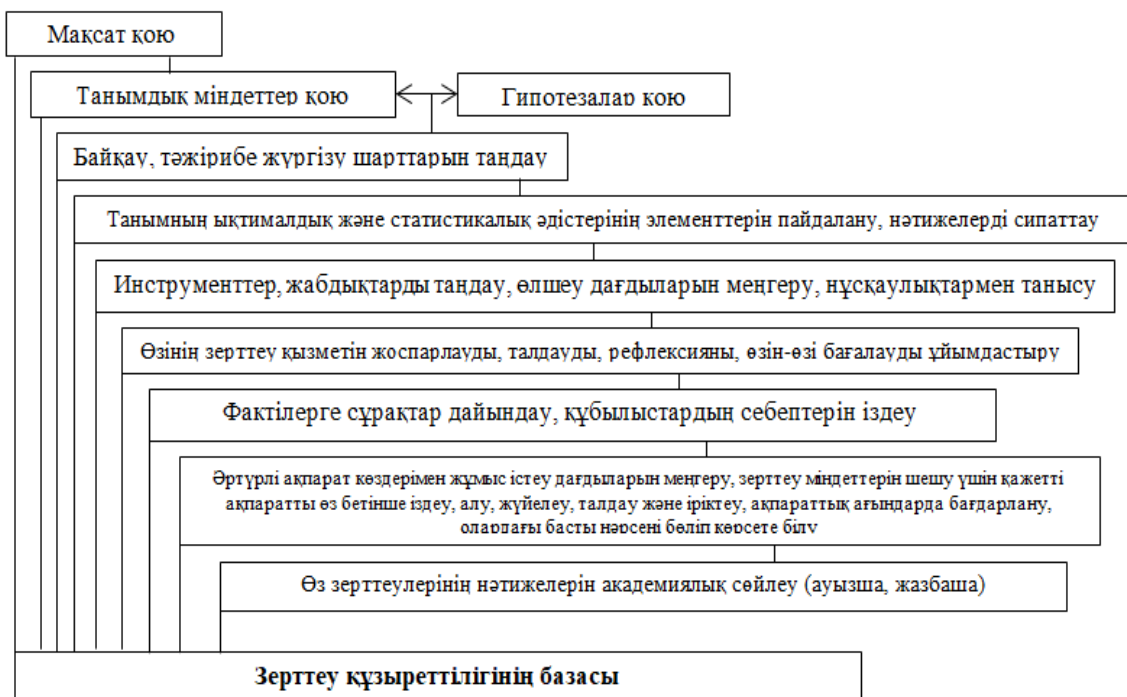 Мақсат қою
Танымдық міндеттер қою
Гипотезалар қою
Байқау, тәжірибе жүргізу шарттарын таңдау
Танымның ықтималдық және статистикалық әдістерінің элементтерін пайдалану, нәтижелерді сипаттау
Инструменттер, жабдықтарды таңдау, өлшеу дағдыларын меңгеру, нұсқаулықтармен танысу
Өзінің зерттеу қызметін жоспарлауды, талдауды, рефлексияны, өзін-өзі бағалауды ұйымдастыру
Фактілерге сұрақтар дайындау, құбылыстардың себептерін іздеу
Әртүрлі ақпарат көздерімен жұмыс істеу дағдыларын меңгеру, зерттеу міндеттерін шешу үшін қажетті
ақпаратты өз бетінше іздеу, алу, жүйелеу, талдау және іріктеу, ақпараттық ағындарда бағдарлану,
олардағы басты нәрсені бөліп көрсете білу
Өз зерттеулерінің нәтижелерін академиялық сөйлеу (ауызша, жазбаша)
Зерттеу құзыреттілігінің базасы